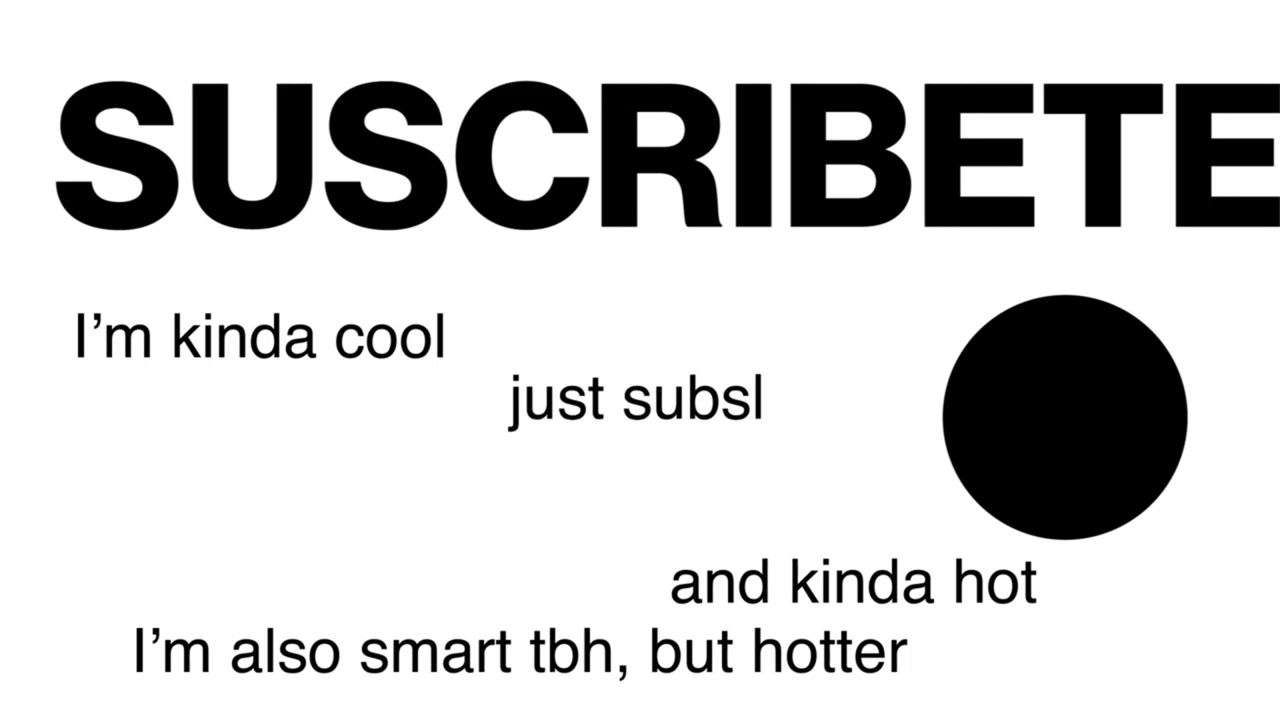 SUSCRIBETE
I’m kinda cool
just subsl
and kinda hot
I’m also smart tbh, but hotter